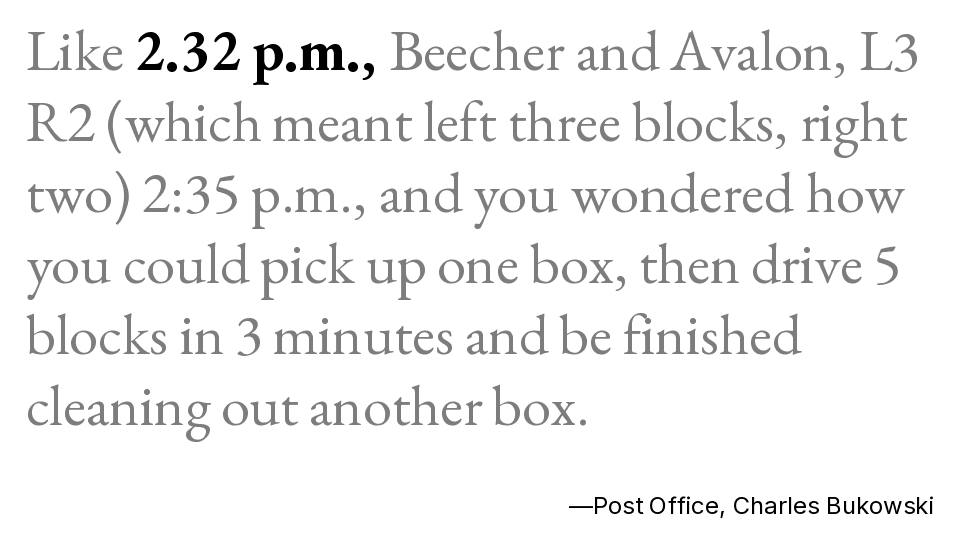 Like 2.32 p.m., Beecher and Avalon, L3
R2 (which meant left three blocks, right
two) 2:35 p.m., and you wondered how
you could pick up one box, then drive 5
blocks in 3 minutes and be finished
cleaning out another box.
—Post Office, Charles Bukowski